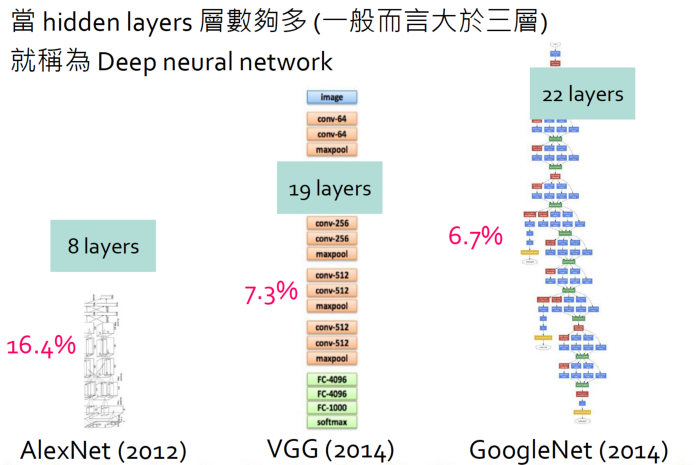 當 hidden layers 層數夠多 (一般而言大於三層)
就稱為 Deep neural network
8 layers
16.4%
AlexNet (2012)
image
conv-64
conv-64
maxpool
19 layers
conv-256
conv-256
maxpool
conv-512
conv-512
maxpool
conv-512
conv-512
maxpool
FC-4096
FC-4096
FC-1000
softmax
7.3%
VGG (2014)
22 layers
6.7%
GoogleNet (2014)